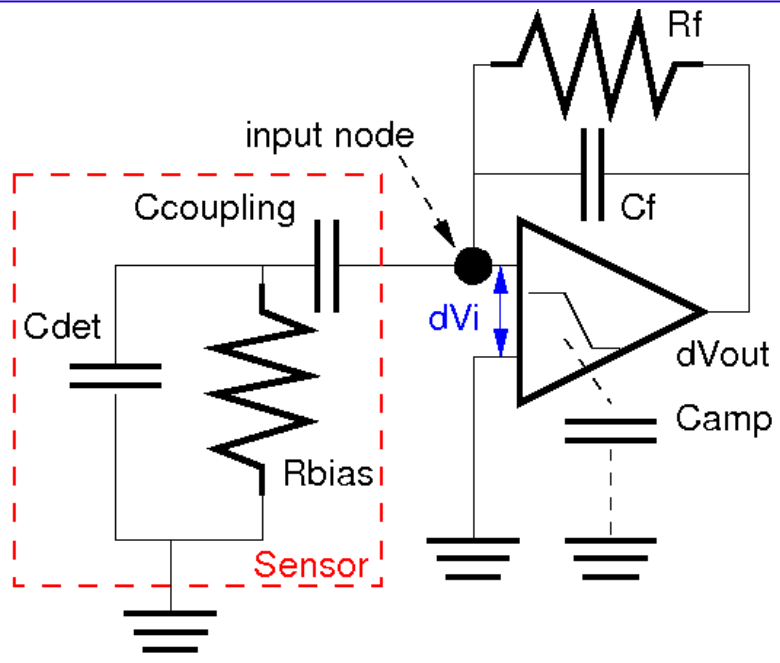 Rf
input node
Ccoupling
Cf
Cdet
dVi
dVout
Camp
Rbias
Sensor